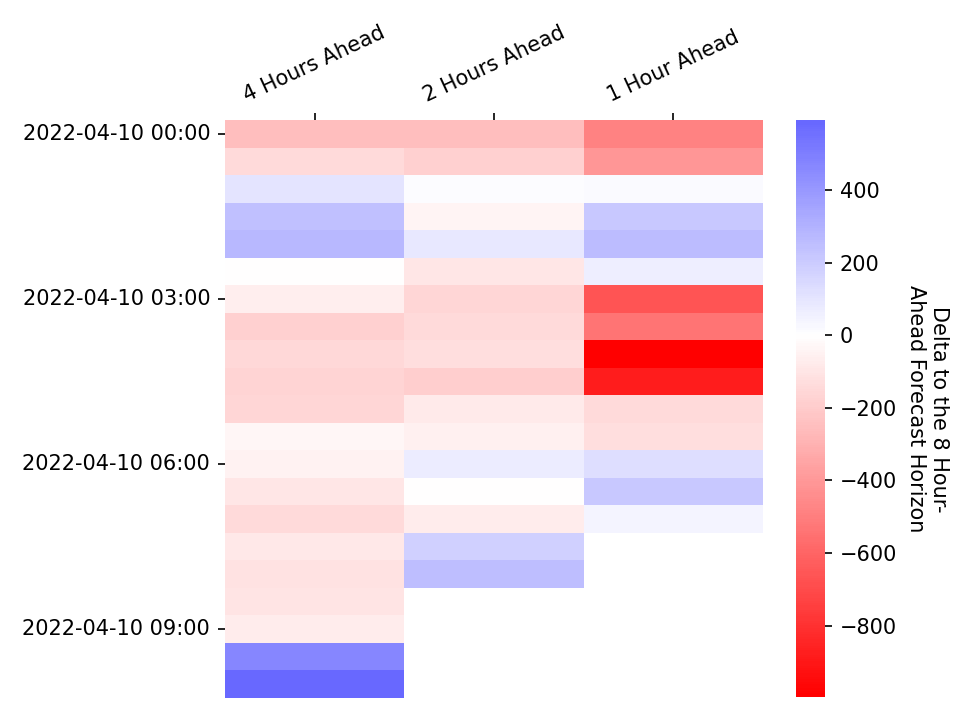 4 Hours Ahead
2 Hours Ahead
1 Hour Ahead
2022-04-10 00:00
2022-04-10 03:00
2022-04-10 06:00
2022-04-10 09:00
400
200
0
−200
−400
−600
−800
Delta to the 8 Hour-
Ahead Forecast Horizon